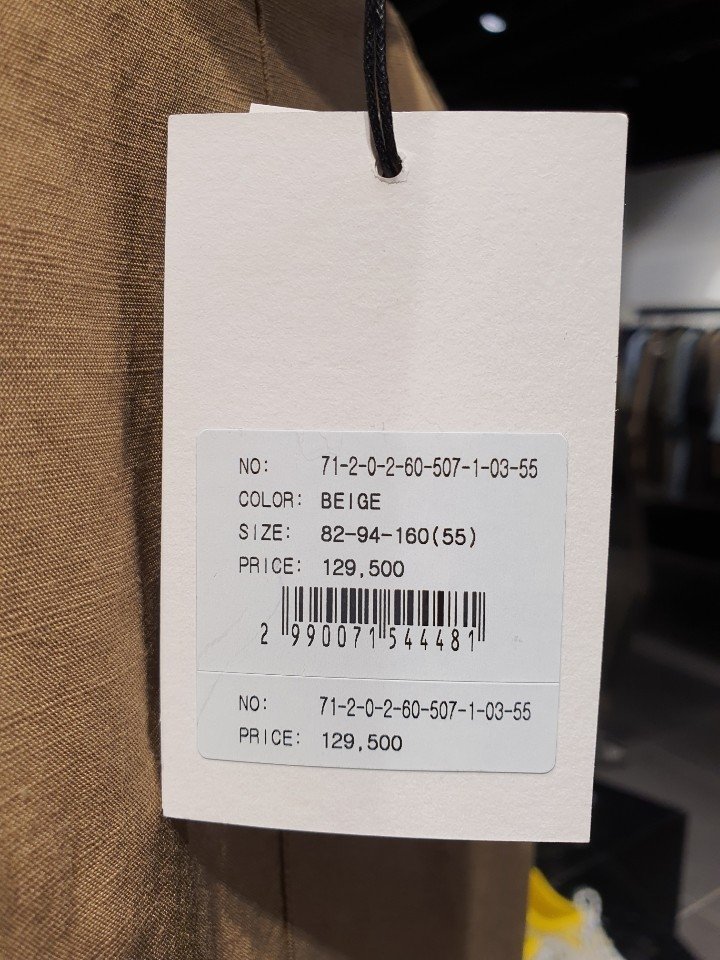 NO: 71-2-0-2-60-507-1-03-55
COLOR: BEIGE
SIZE: 82-94-160(55)
PRICE: 129,500
2 990071 544481
NO: 71-2-0-2-60-507-1-03-55
PRICE: 129,500